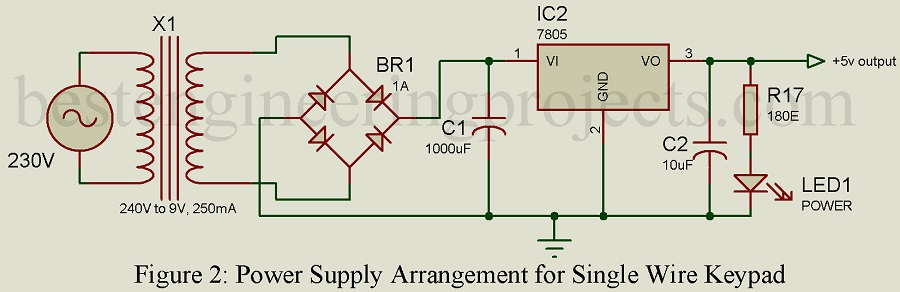 X1
230V
240V to 9V, 250mA
BR1
1A
C1
1000uF
IC2
7805
1
VI
VO
3
GND
2
C2
10uF
+5v output
R17
180E
LED1
POWER
bestengineeringprojects.com
Figure 2: Power Supply Arrangement for Single Wire Keypad